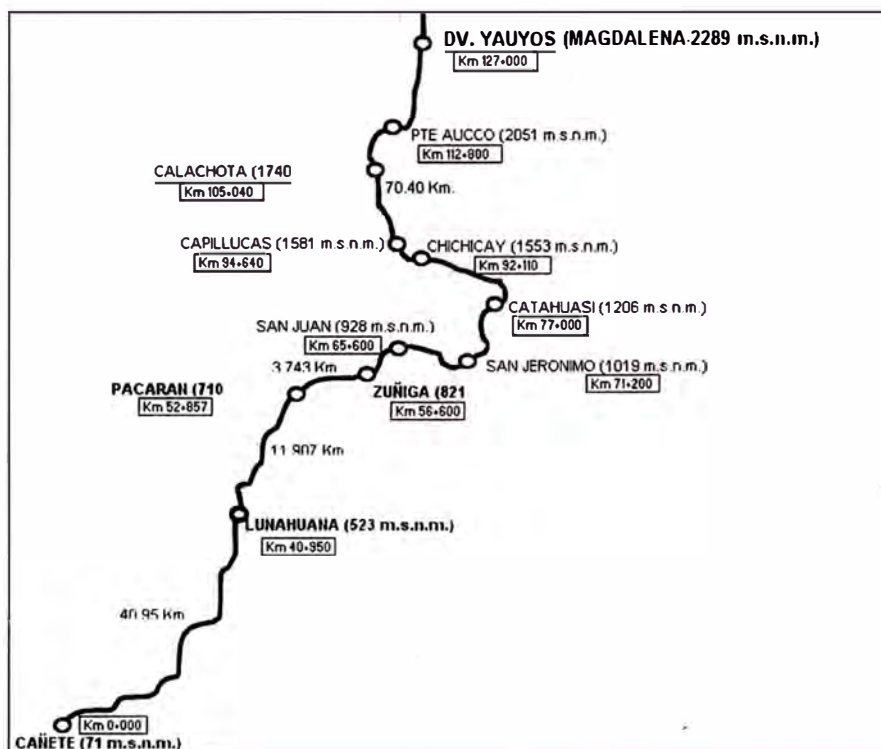 DV. YAUYOS (MAGDALENA-2289 m.s.n.m.)
Km 127+000
PTE AUCCO (2051 m.s.n.m.)
Km 112+800
CALACHOTA (1740
Km 105+040
70.40 Km.
CAPILLUCAS (1581 m.s.n.m.)
Km 94+640
CHICHICAY (1553 m.s.n.m.)
Km 92+110
CATAHUASI (1206 m.s.n.m.)
Km 77+000
SAN JUAN (928 m.s.n.m.)
Km 65+600
SAN JERONIMO (1019 m.s.n.m.)
Km 71+200
3.743 Km
ZUÑIGA (821
Km 56+600
PACARAN (710
Km 52+857
11.907 Km
LUNAHUANA (523 m.s.n.m.)
Km 40+950
40.95 Km
Km 0+000
CAÑETE (71 m.s.n.m.)